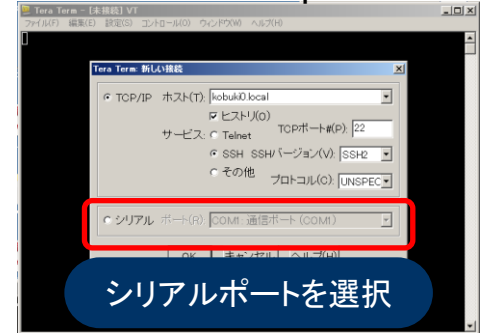 Tera Term - [未接続] VT
ファイル(F) 編集(E) 設定(S) コントロール(O) ウィンドウ(W) ヘルプ(H)
Tera Term: 新しい接続
TCP/IP ホスト(T): kobuki0.local
ヒストリ(O)
サービス: Telnet TCPポート#(P): 22
SSH SSHバージョン(V): SSH2
その他 プロトコル(C): UNSPEC
シリアル ポート(R): COM1: 通信ポート (COM1)
OK キャンセル ヘルプ(H)
シリアルポートを選択